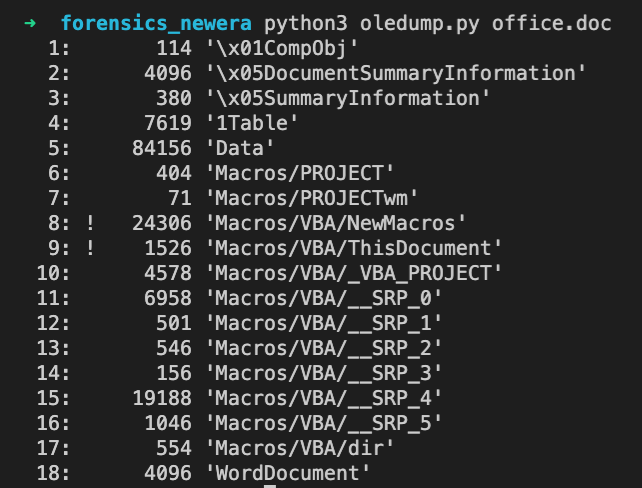 → forensics_newera python3 oledump.py office.doc
1: 114 '\x01CompObj'
2: 4096 '\x05DocumentSummaryInformation'
3: 380 '\x05SummaryInformation'
4: 7619 '1Table'
5: 84156 'Data'
6: 404 'Macros/PROJECT'
7: 71 'Macros/PROJECTwm'
8: ! 24306 'Macros/VBA/NewMacros'
9: ! 1526 'Macros/VBA/ThisDocument'
10: 4578 'Macros/VBA/_VBA_PROJECT'
11: 6958 'Macros/VBA/__SRP_0'
12: 501 'Macros/VBA/__SRP_1'
13: 546 'Macros/VBA/__SRP_2'
14: 156 'Macros/VBA/__SRP_3'
15: 19188 'Macros/VBA/__SRP_4'
16: 1046 'Macros/VBA/__SRP_5'
17: 554 'Macros/VBA/dir'
18: 4096 'WordDocument'